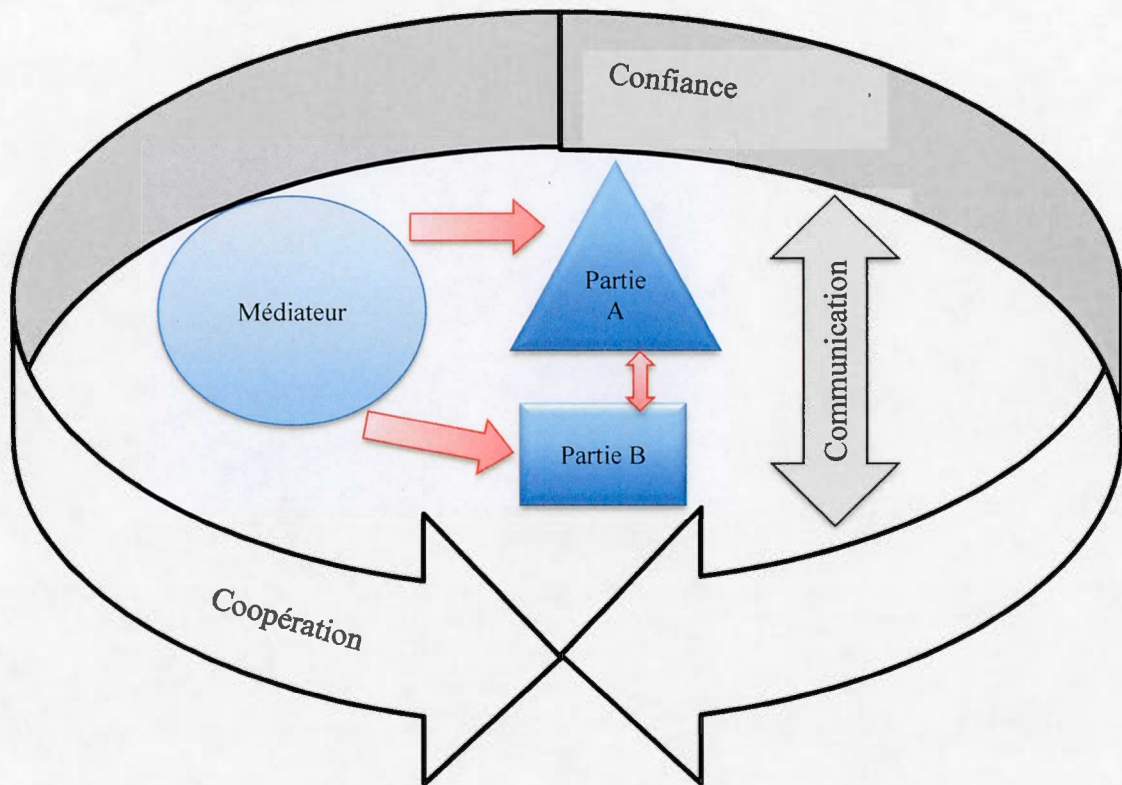 Confiance
Médiateur
Partie
A
Communication
Partie B
Coopération